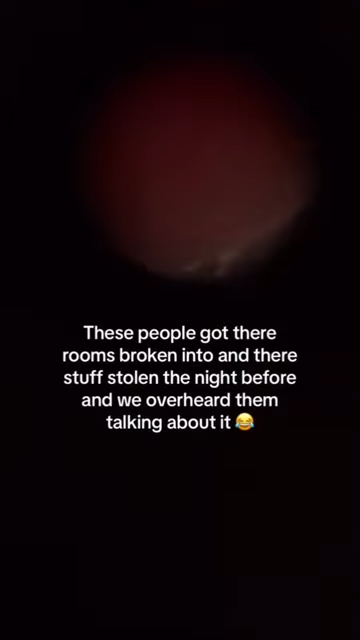 These people got there
rooms broken into and there
stuff stolen the night before
and we overheard them
talking about it 😂